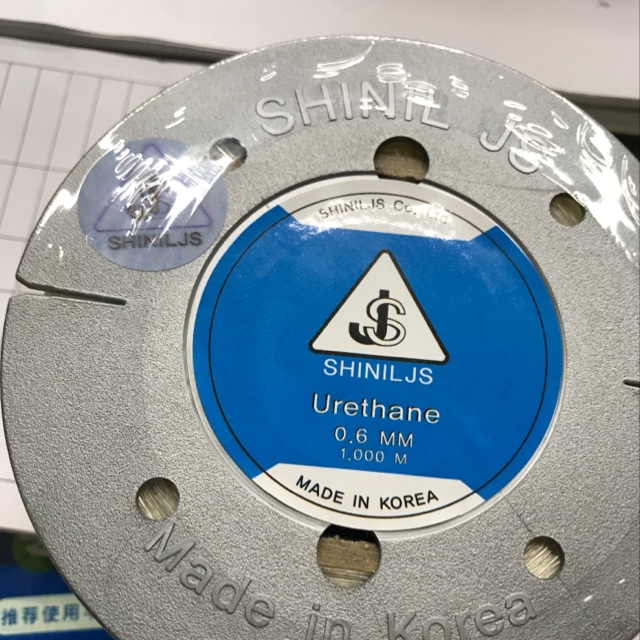 SHINIL JS
SHINILJS
SHINILJS Co., Ltd.
JS
SHINILJS
Urethane
0.6 MM
1,000 M
MADE IN KOREA
Made in Korea
推荐使用